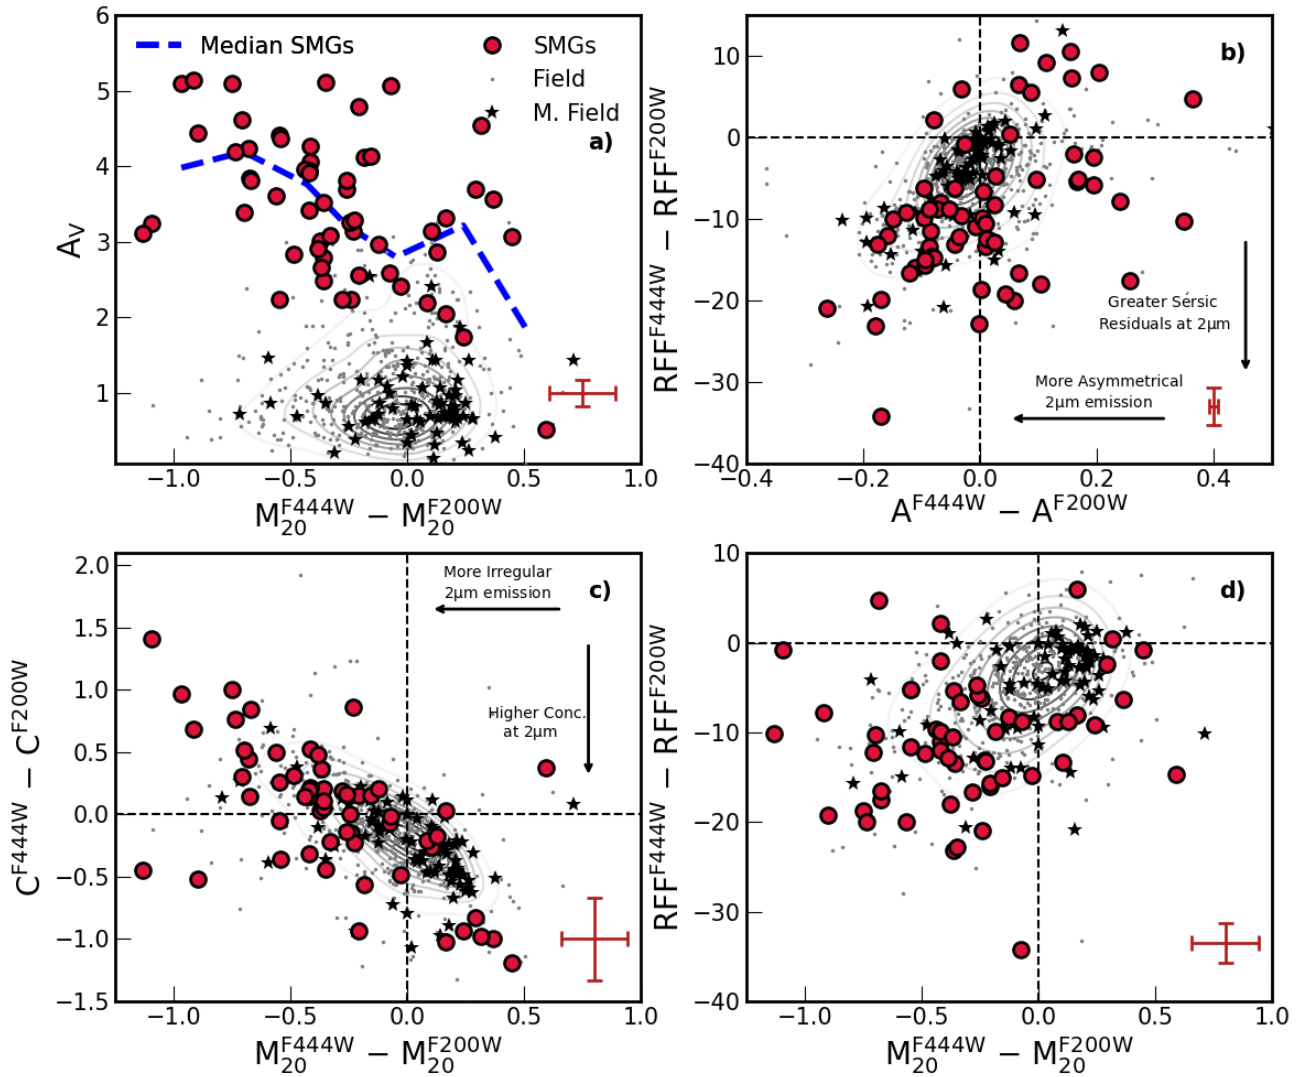 6
5
4
3
2
1
A_V
Median SMGs
SMGs
Field
M. Field
a)
−1.0 −0.5 0.0 0.5 1.0
M_20^F444W − M_20^F200W
10
0
−10
−20
−30
−40
RFF^F444W − RFF^F200W
b)
Greater Sérsic
Residuals at 2μm
More Asymmetrical
2μm emission
−0.4 −0.2 0.0 0.2 0.4
A^F444W − A^F200W
2.0
1.5
1.0
0.5
0.0
−0.5
−1.0
−1.5
C^F444W − C^F200W
More Irregular
2μm emission
c)
Higher Conc.
at 2μm
−1.0 −0.5 0.0 0.5 1.0
M_20^F444W − M_20^F200W
10
0
−10
−20
−30
−40
RFF^F444W − RFF^F200W
d)
−1.0 −0.5 0.0 0.5 1.0
M_20^F444W − M_20^F200W